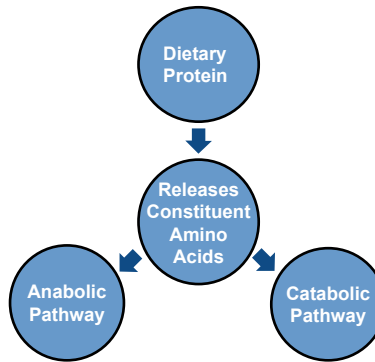 Dietary
Protein
Releases
Constituent
Amino
Acids
Anabolic
Pathway
Catabolic
Pathway